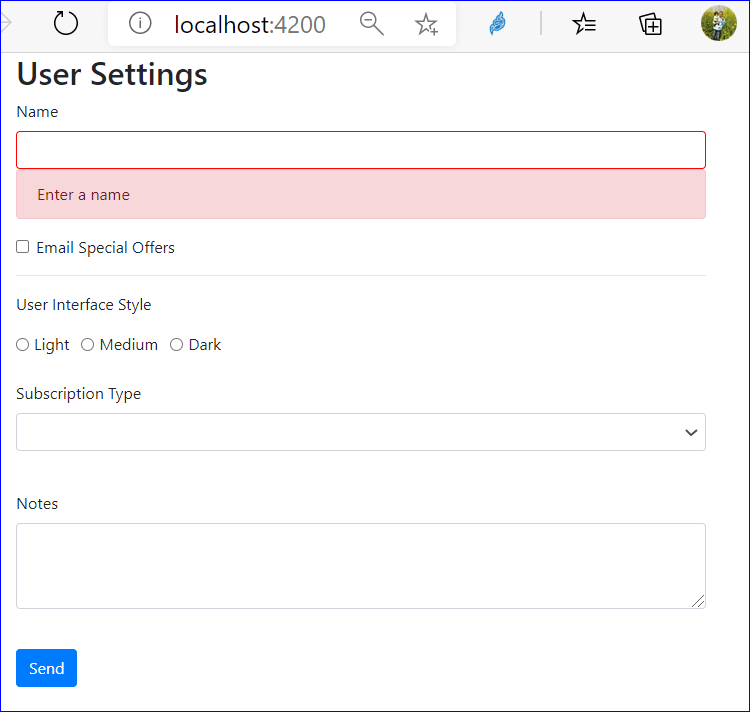 localhost:4200
User Settings
Name
Enter a name
Email Special Offers
User Interface Style
Light Medium Dark
Subscription Type
Notes
Send